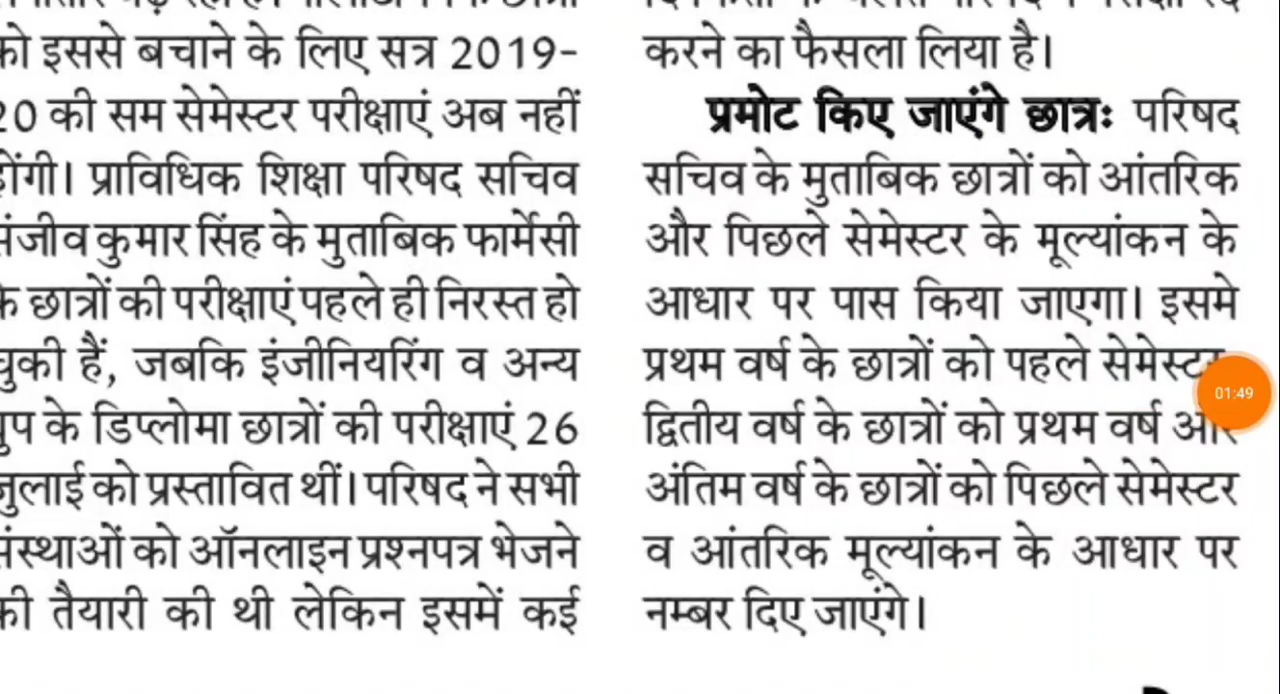 को इससे बचाने के लिए सत्र 2019-
20 की सम सेमेस्टर परीक्षाएं अब नहीं
होंगी। प्राविधिक शिक्षा परिषद सचिव
संजीव कुमार सिंह के मुताबिक फार्मेसी
के छात्रों की परीक्षाएं पहले ही निरस्त हो
चुकी हैं, जबकि इंजीनियरिंग व अन्य
ग्रुप के डिप्लोमा छात्रों की परीक्षाएं 26
जुलाई को प्रस्तावित थीं। परिषद ने सभी
संस्थाओं को ऑनलाइन प्रश्नपत्र भेजने
की तैयारी की थी लेकिन इसमें कई
करने का फैसला लिया है।
प्रमोट किए जाएंगे छात्रः परिषद
सचिव के मुताबिक छात्रों को आंतरिक
और पिछले सेमेस्टर के मूल्यांकन के
आधार पर पास किया जाएगा। इसमे
प्रथम वर्ष के छात्रों को पहले सेमेस्टर
द्वितीय वर्ष के छात्रों को प्रथम वर्ष और
अंतिम वर्ष के छात्रों को पिछले सेमेस्टर
व आंतरिक मूल्यांकन के आधार पर
नम्बर दिए जाएंगे।
01:49